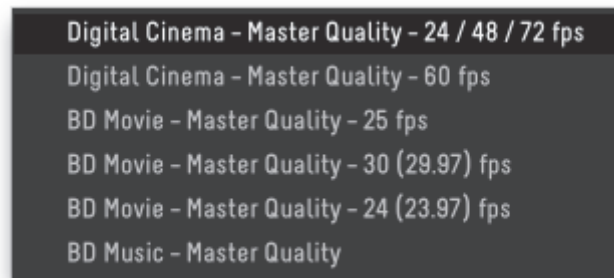 Digital Cinema – Master Quality – 24 / 48 / 72 fps
Digital Cinema – Master Quality – 60 fps
BD Movie – Master Quality – 25 fps
BD Movie – Master Quality – 30 (29.97) fps
BD Movie – Master Quality – 24 (23.97) fps
BD Music – Master Quality